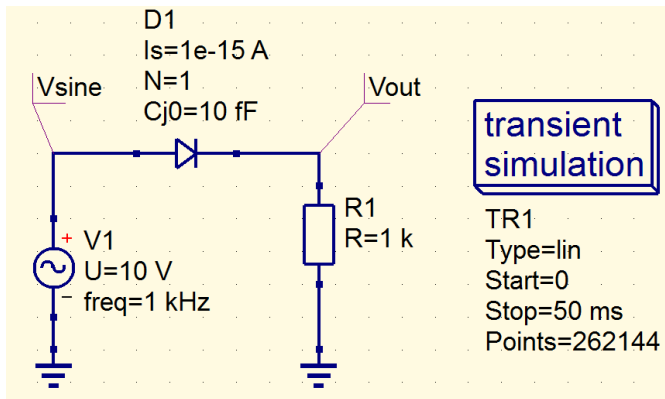 D1
Is=1e-15 A
N=1
Cj0=10 fF
Vsine
Vout
transient
simulation
TR1
Type=lin
Start=0
Stop=50 ms
Points=262144
R1
R=1 k
+
V1
U=10 V
−
freq=1 kHz